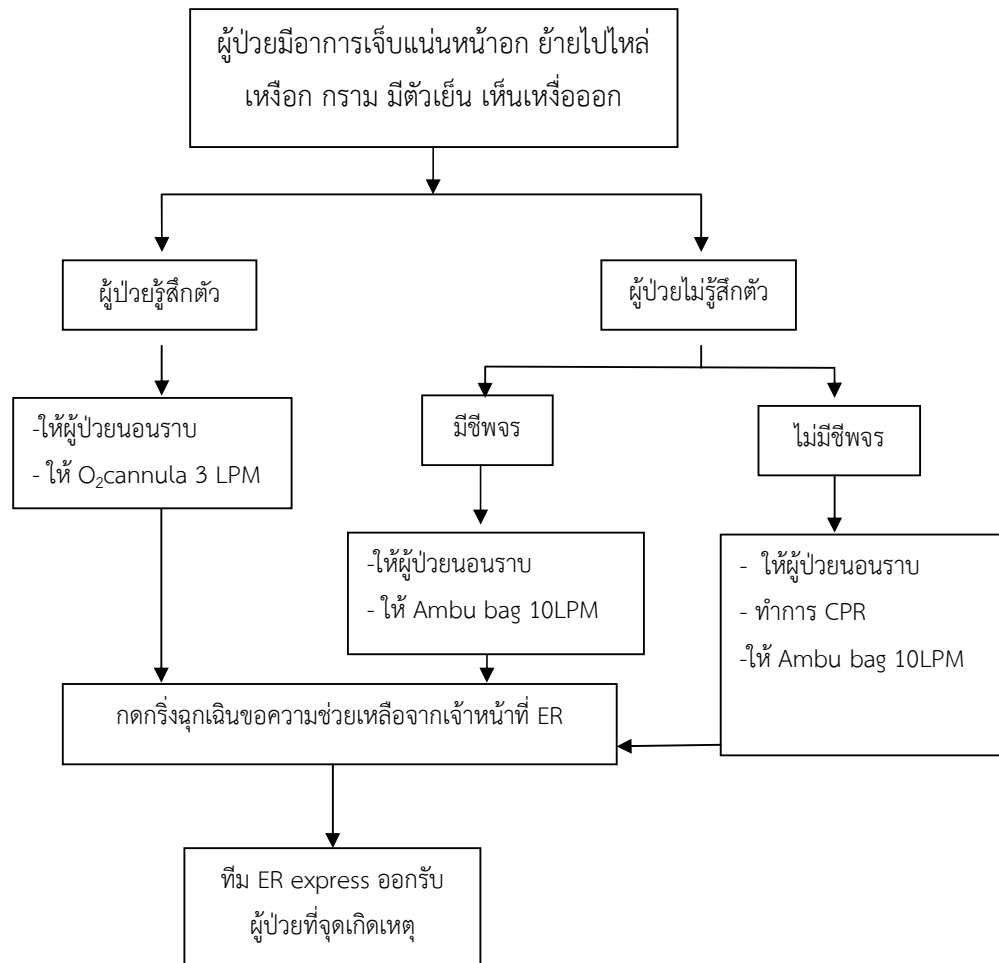 ผู้ป่วยมีอาการเจ็บแน่นหน้าอก ย้ายไปไหล่
เหงือก กราม มีตัวเย็น เห็นเหงื่อออก
ผู้ป่วยรู้สึกตัว
ผู้ป่วยไม่รู้สึกตัว
-ให้ผู้ป่วยนอนราบ
- ให้ O₂cannula 3 LPM
มีชีพจร
ไม่มีชีพจร
-ให้ผู้ป่วยนอนราบ
- ให้ Ambu bag 10LPM
- ให้ผู้ป่วยนอนราบ
- ทำการ CPR
-ให้ Ambu bag 10LPM
กดกริ่งฉุกเฉินขอความช่วยเหลือจากเจ้าหน้าที่ ER
ทีม ER express ออกรับ
ผู้ป่วยที่จุดเกิดเหตุ